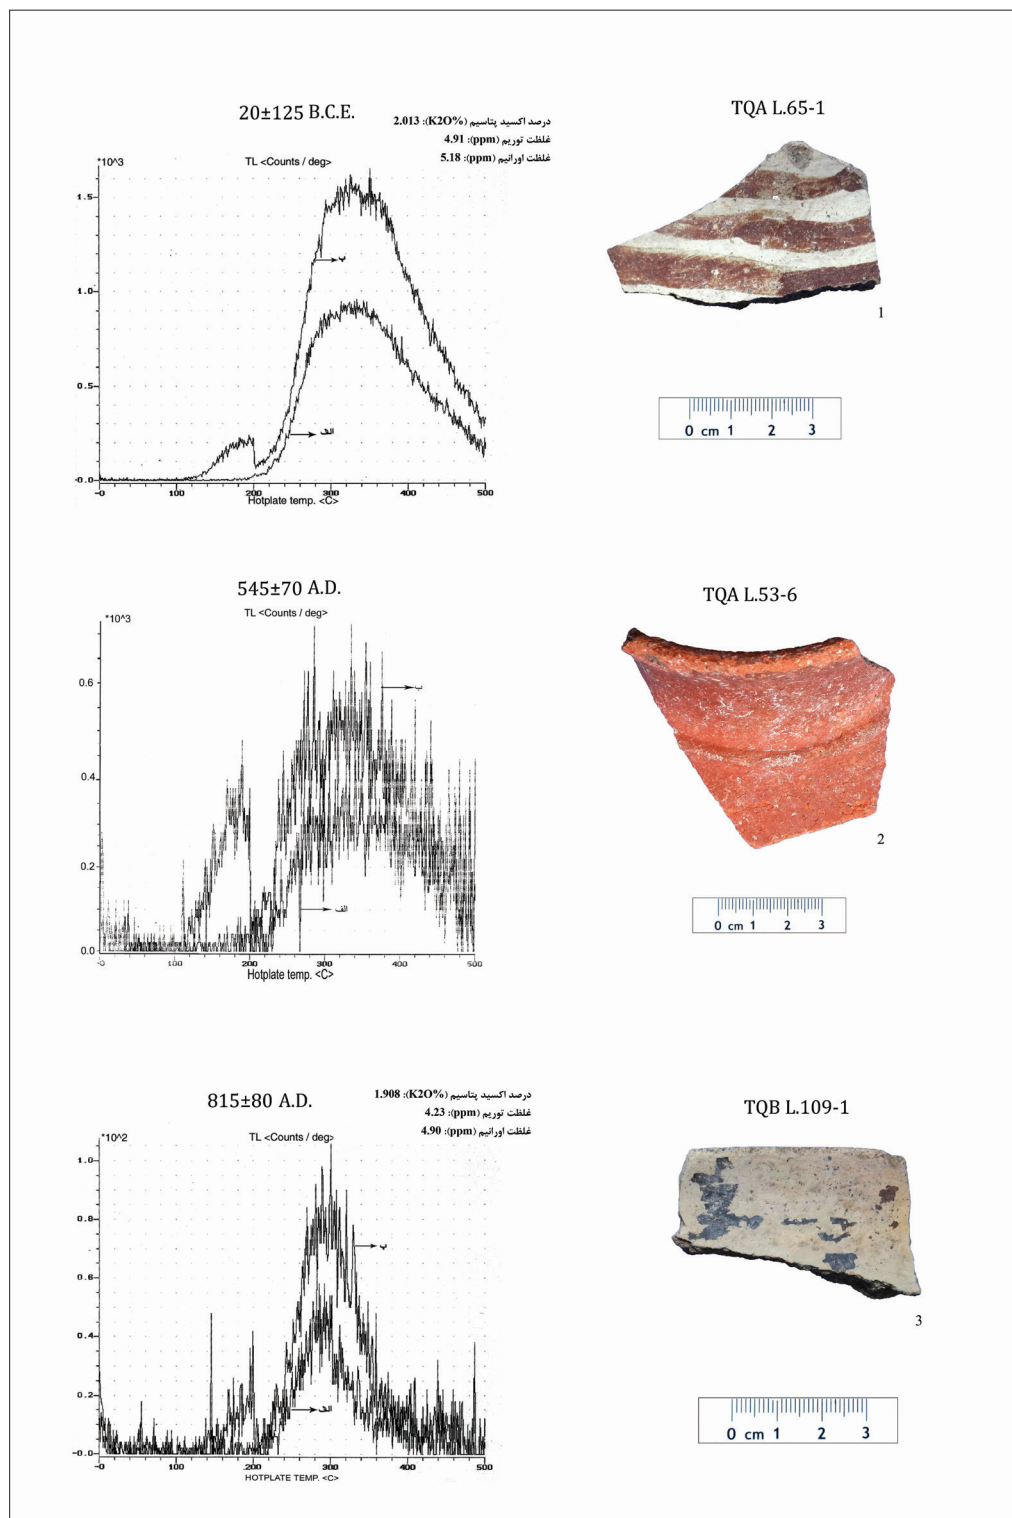 20±125 B.C.E.
درصد اکسید پتاسیم (K2O%): 2.013
غلظت توریم (ppm): 4.91
غلظت اورانیم (ppm): 5.18
TQA L.65-1
*10^3
TL <Counts / deg>
1.5
1.0
0.5
-0.0
ب
الف
-0 100 200 300 400 500
Hotplate temp. <C>
1
0 cm 1 2 3
545±70 A.D.
TQA L.53-6
*10^3
TL <Counts / deg>
0.6
0.4
0.2
0.0
ب
الف
-0 100 200 300 400 500
Hotplate temp. <C>
2
0 cm 1 2 3
815±80 A.D.
درصد اکسید پتاسیم (K2O%): 1.908
غلظت توریم (ppm): 4.23
غلظت اورانیم (ppm): 4.90
TQB L.109-1
*10^2
TL <Counts / deg>
1.0
0.8
0.6
0.4
0.2
-0.0
ب
الف
-0 100 200 300 400 500
HOTPLATE TEMP. <C>
3
0 cm 1 2 3